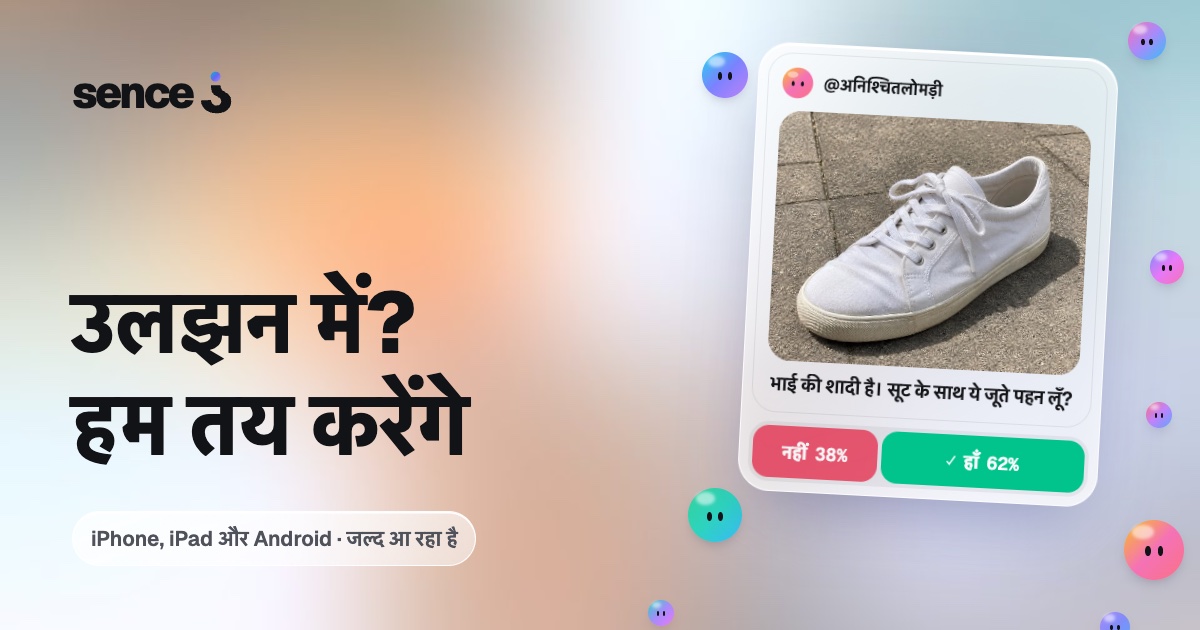 sence
उलझन में?
हम तय करेंगे
iPhone, iPad और Android · जल्द आ रहा है
@अनिश्चितलोमड़ी
भाई की शादी है। सूट के साथ ये जूते पहन लूँ?
नहीं 38%
✓ हाँ 62%